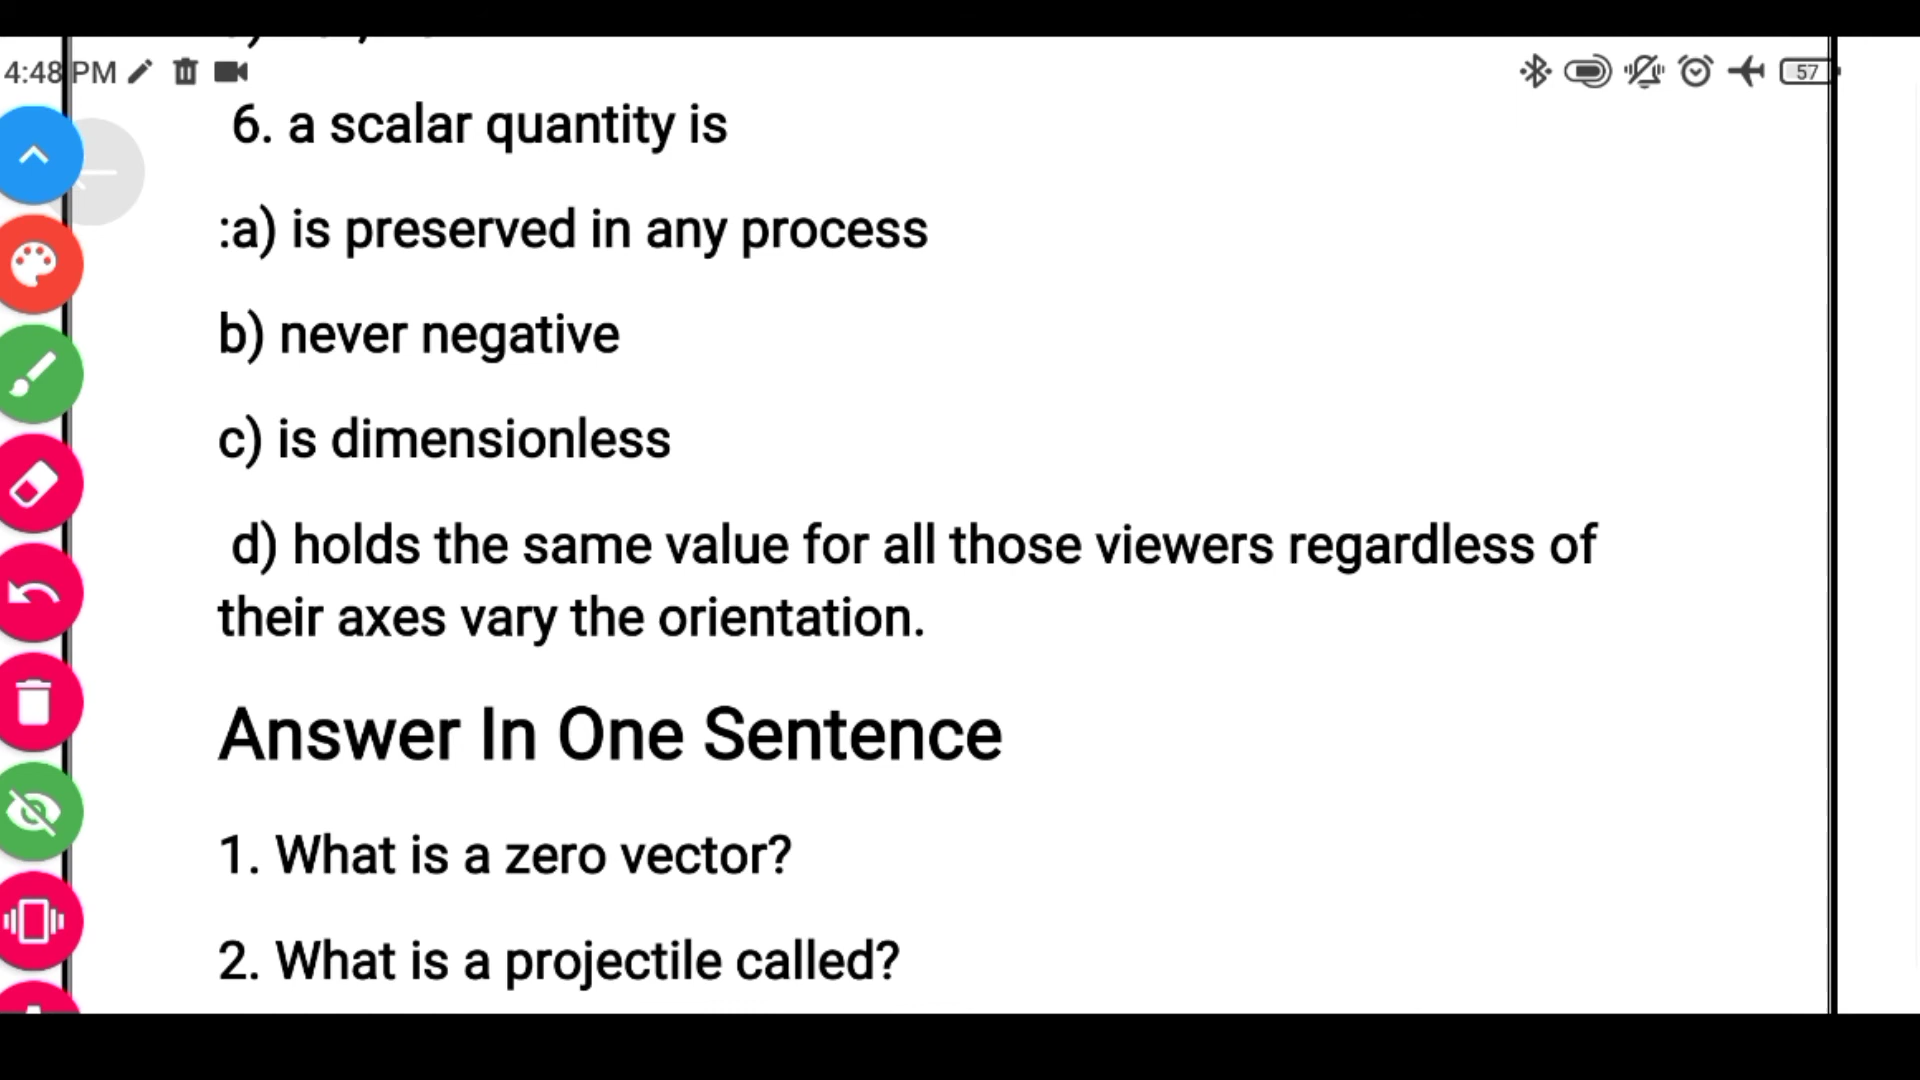 4:48 PM
57
6. a scalar quantity is
:a) is preserved in any process
b) never negative
c) is dimensionless
d) holds the same value for all those viewers regardless of
their axes vary the orientation.
Answer In One Sentence
1. What is a zero vector?
2. What is a projectile called?